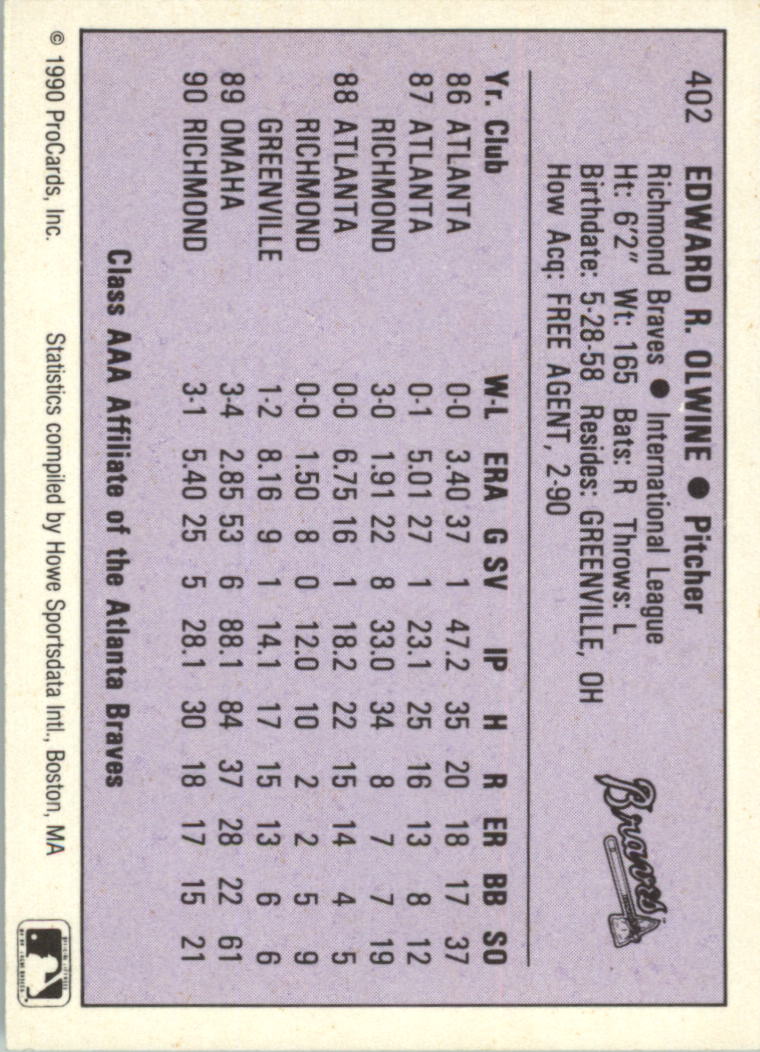 402 EDWARD R. OLWINE ● Pitcher
Richmond Braves ● International League
Ht: 6'2" Wt: 165 Bats: R Throws: L
Birthdate: 5-28-58 Resides: GREENVILLE, OH
How Acq: FREE AGENT, 2-90
Braves
Yr. Club W-L ERA G SV IP H R ER BB SO
86 ATLANTA 0-0 3.40 37 1 47.2 35 20 18 17 37
87 ATLANTA 0-1 5.01 27 1 23.1 25 16 13 8 12
RICHMOND 3-0 1.91 22 8 33.0 34 8 7 7 19
88 ATLANTA 0-0 6.75 16 1 18.2 22 15 14 4 5
RICHMOND 0-0 1.50 8 0 12.0 10 2 2 5 9
GREENVILLE 1-2 8.16 9 1 14.1 17 15 13 6 6
89 OMAHA 3-4 2.85 53 6 88.1 84 37 28 22 61
90 RICHMOND 3-1 5.40 25 5 28.1 30 18 17 15 21
Class AAA Affiliate of the Atlanta Braves
© 1990 ProCards, Inc. Statistics compiled by Howe Sportsdata Intl., Boston, MA